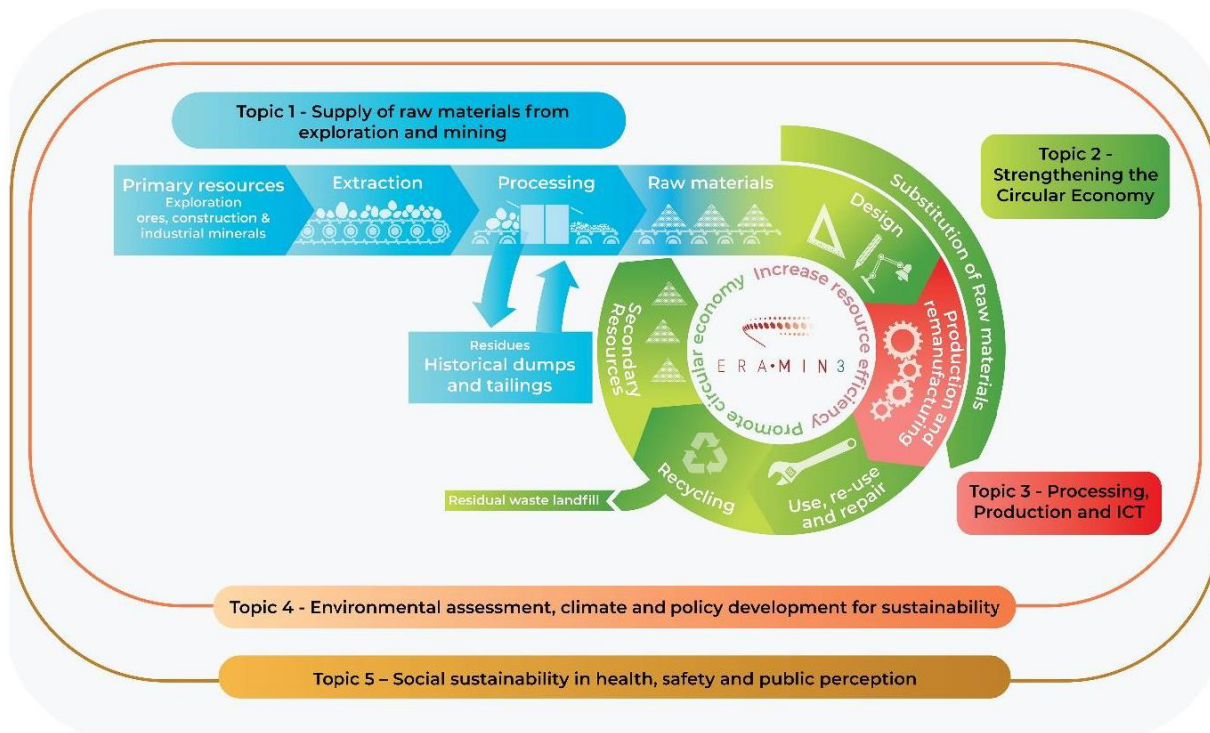 Topic 1 - Supply of raw materials from
exploration and mining
Primary resources
Exploration
ores, construction &
industrial minerals
Extraction
Processing
Raw materials
Design
Substitution of Raw materials
Topic 2 -
Strengthening the
Circular Economy
Residues
Historical dumps
and tailings
Secondary
Resources
Promote circular economy
Increase resource efficiency
ERA•MIN3
Production and
remanufacturing
Use, re-use
and repair
Recycling
Residual waste landfill
Topic 3 - Processing,
Production and ICT
Topic 4 - Environmental assessment, climate and policy development for sustainability
Topic 5 – Social sustainability in health, safety and public perception